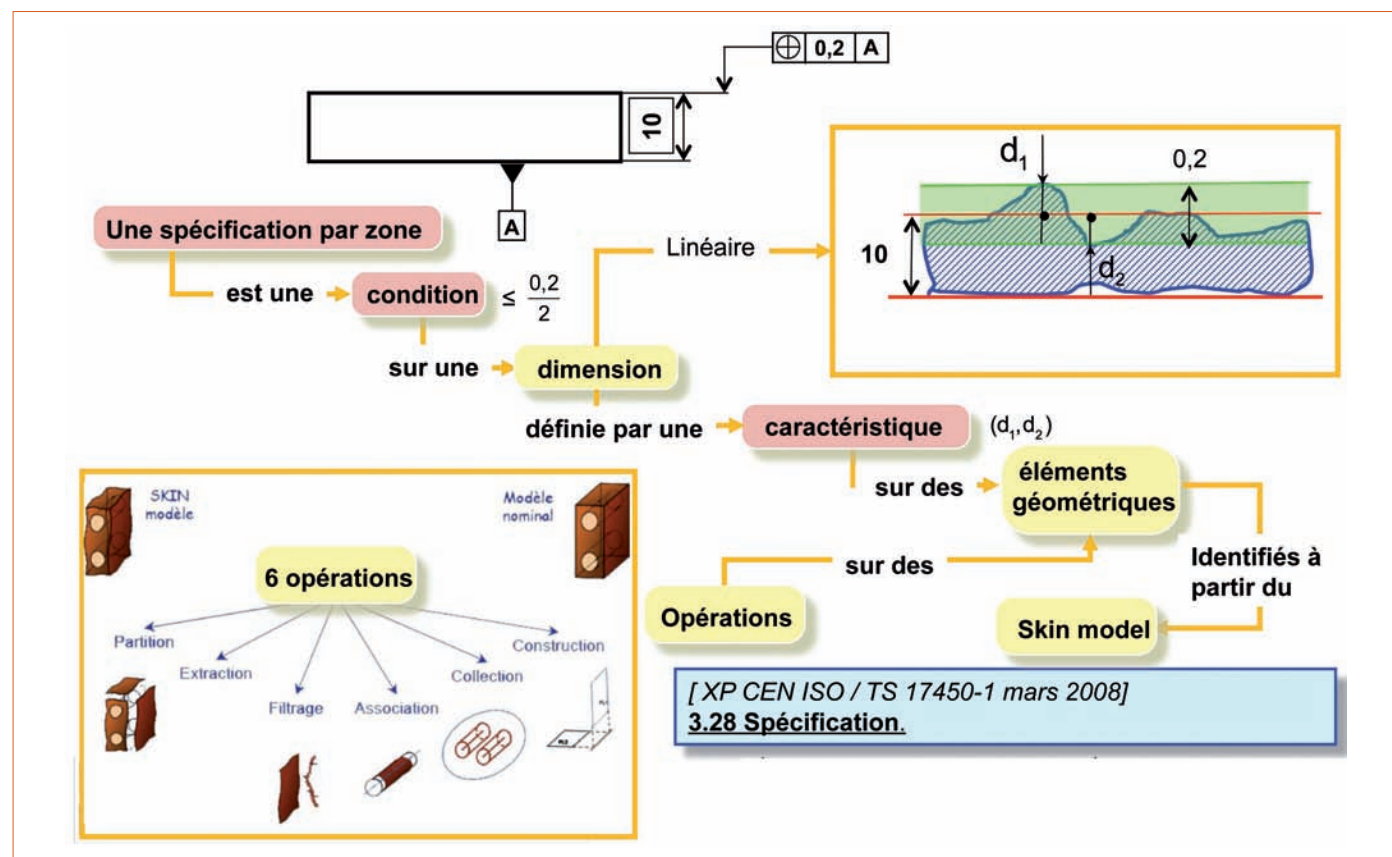 ⌖ 0,2 A
10
A
Une spécification par zone
est une
condition
≤ 0,2
2
sur une
dimension
Linéaire
d1
0,2
10
d2
définie par une
caractéristique
(d1,d2)
sur des
éléments
géométriques
Identifiés à
partir du
Skin model
sur des
Opérations
SKIN
modèle
Modèle
nominal
6 opérations
Partition
Extraction
Filtrage
Association
Collection
Construction
[ XP CEN ISO / TS 17450-1 mars 2008]
3.28 Spécification.